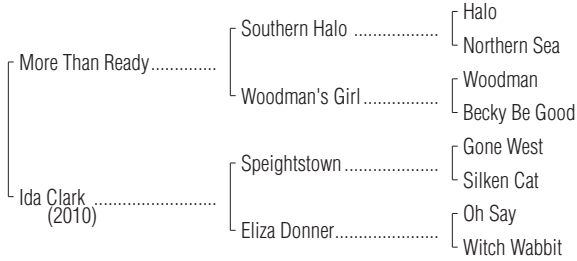 Halo
Southern Halo ..................
Northern Sea
More Than Ready..............
Woodman
Woodman's Girl ................
Becky Be Good
Gone West
Speightstown ....................
Silken Cat
Ida Clark ..........................
(2010)
Oh Say
Eliza Donner......................
Witch Wabbit